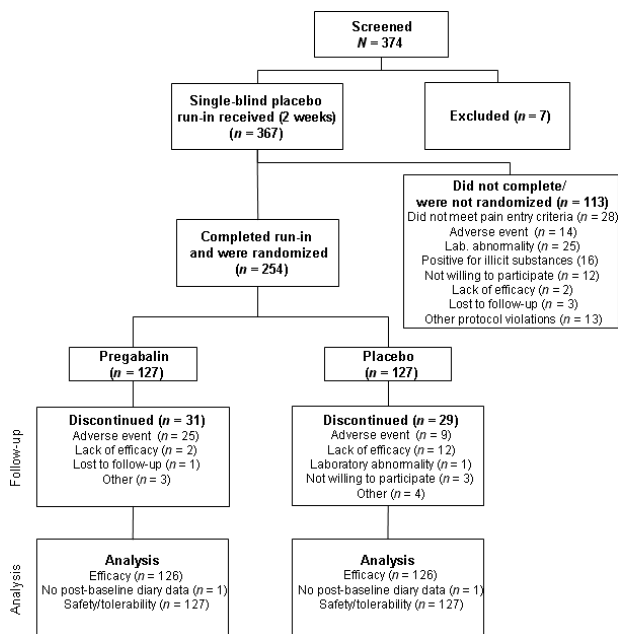 Screened
N = 374
Single-blind placebo
run-in received (2 weeks)
(n = 367)
Excluded (n = 7)
Did not complete/
were not randomized (n = 113)
Did not meet pain entry criteria (n = 28)
Adverse event (n = 14)
Lab. abnormality (n = 25)
Positive for illicit substances (16)
Not willing to participate (n = 12)
Lack of efficacy (n = 2)
Lost to follow-up (n = 3)
Other protocol violations (n = 13)
Completed run-in
and were randomized
(n = 254)
Pregabalin
(n = 127)
Placebo
(n = 127)
Follow-up
Discontinued (n = 31)
Adverse event (n = 25)
Lack of efficacy (n = 2)
Lost to follow-up (n = 1)
Other (n = 3)
Discontinued (n = 29)
Adverse event (n = 9)
Lack of efficacy (n = 12)
Laboratory abnormality (n = 1)
Not willing to participate (n = 3)
Other (n = 4)
Analysis
Analysis
Efficacy (n = 126)
No post-baseline diary data (n = 1)
Safety/tolerability (n = 127)
Analysis
Efficacy (n = 126)
No post-baseline diary data (n = 1)
Safety/tolerability (n = 127)